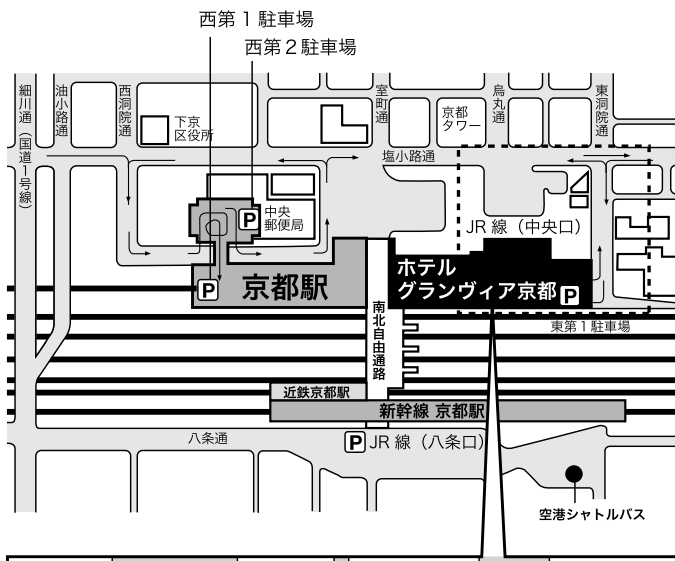 西第１駐車場
西第２駐車場
細川通（国道１号線）
油小路通
西洞院通
室町通
烏丸通
東洞院通
下京
区役所
京都
タワー
塩小路通
中央
郵便局
P
JR線（中央口）
P
京都駅
ホテル
グランヴィア京都
P
南北自由通路
東第１駐車場
近鉄京都駅
新幹線 京都駅
八条通
P
JR線（八条口）
空港シャトルバス